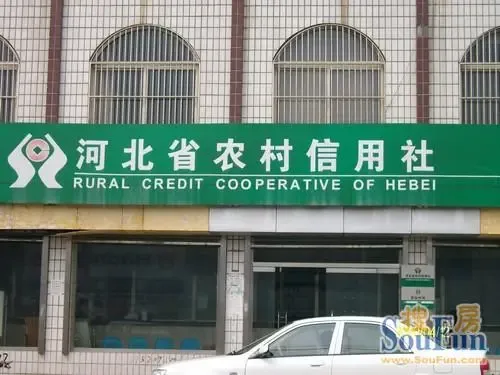 河北省农村信用社
RURAL CREDIT COOPERATIVE OF HEBEI
搜房
SouFun
www.SouFun.com